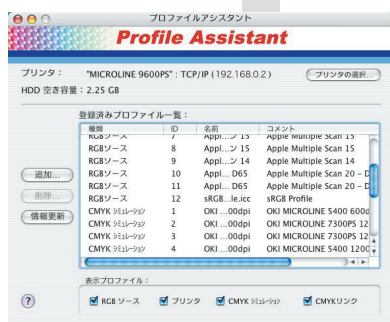 プロファイルアシスタント
Profile Assistant
プリンタ： "MICROLINE 9600PS" : TCP/IP (192.168.0.2) プリンタの選択...
HDD 空き容量：2.25 GB
登録済みプロファイル一覧：
種類 ID 名前 コメント
RGBソース 7 Appl...ン 15 Apple Multiple Scan 15
RGBソース 8 Appl...ン 15 Apple Multiple Scan 15
RGBソース 9 Appl...ン 14 Apple Multiple Scan 14
RGBソース 10 Appl... D65 Apple Multiple Scan 20 – D
RGBソース 11 Appl... D65 Apple Multiple Scan 20 – D
RGBソース 12 sRGB...le.icc sRGB Profile
CMYK ｼﾐｭﾚｰｼｮﾝ 1 OKI ...00dpi OKI MICROLINE 5400 600d
CMYK ｼﾐｭﾚｰｼｮﾝ 2 OKI ...00dpi OKI MICROLINE 7300PS 12
CMYK ｼﾐｭﾚｰｼｮﾝ 3 OKI ...00dpi OKI MICROLINE 7300PS 12
CMYK ｼﾐｭﾚｰｼｮﾝ 4 OKI ...00dpi OKI MICROLINE 5400 1200
追加...
削除...
情報更新
表示プロファイル：
RGB ソース プリンタ CMYK ｼﾐｭﾚｰｼｮﾝ CMYKリンク
?